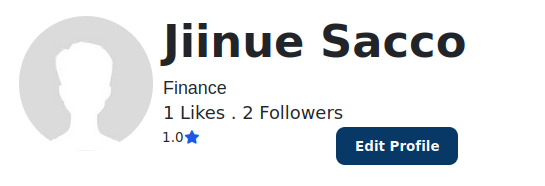 Jiinue Sacco
Finance
1 Likes . 2 Followers
1.0
Edit Profile